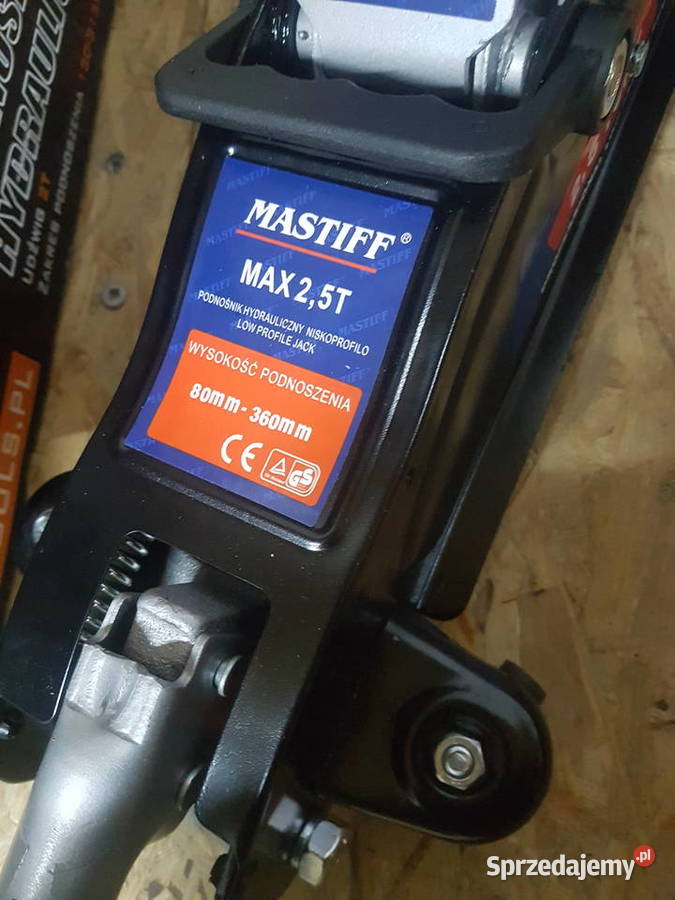 HYDRAULI
UDŹWIG 2T
ZAKRES PODNOSZENIA
OOLS.PL
MASTIFF®
MAX 2,5T
PODNOŚNIK HYDRAULICZNY NISKOPROFILO
LOW PROFILE JACK
WYSOKOŚĆ PODNOSZENIA
80mm - 360mm
CE GS
Sprzedajemy.pl